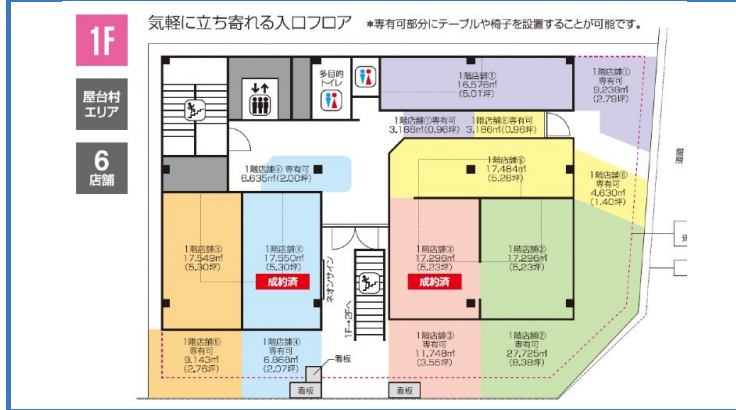 1F
気軽に立ち寄れる入口フロア *専有可部分にテーブルや椅子を設置することが可能です。
屋台村
エリア
6
店舗
多目的
トイレ
1階店舗①
16.576㎡
(5.01坪)
1階店舗①
専有可
9.238㎡
(2.79坪)
1階店舗①専有可
3.186㎡(0.96坪)
1階店舗⑥専有可
3.186㎡(0.96坪)
1階店舗④ 専有可
6.635㎡(2.00坪)
1階店舗⑥
17.484㎡
(5.28坪)
1階店舗⑥
専有可
4.630㎡
(1.40坪)
1階店舗⑤
17.549㎡
(5.30坪)
1階店舗④
17.550㎡
(5.30坪)
成約済
ネオンサイン
1F→2Fへ
1階店舗③
17.296㎡
(5.23坪)
成約済
1階店舗②
17.296㎡
(5.23坪)
1階店舗⑤
専有可
9.143㎡
(2.76坪)
1階店舗④
専有可
6.868㎡
(2.07坪)
看板
看板
1階店舗③
専有可
11.748㎡
(3.55坪)
看板
1階店舗②
専有可
27.725㎡
(8.38坪)